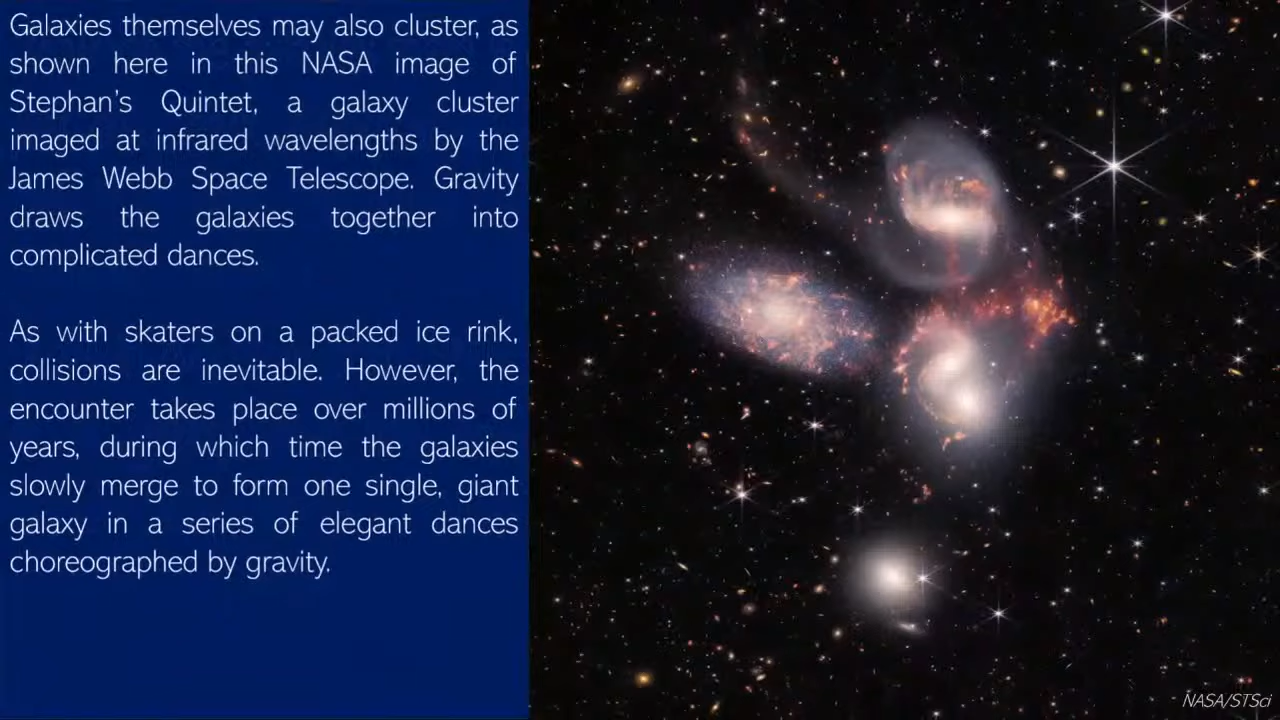 Galaxies themselves may also cluster, as
shown here in this NASA image of
Stephan's Quintet, a galaxy cluster
imaged at infrared wavelengths by the
James Webb Space Telescope. Gravity
draws the galaxies together into
complicated dances.
As with skaters on a packed ice rink,
collisions are inevitable. However, the
encounter takes place over millions of
years, during which time the galaxies
slowly merge to form one single, giant
galaxy in a series of elegant dances
choreographed by gravity.
NASA/STSci